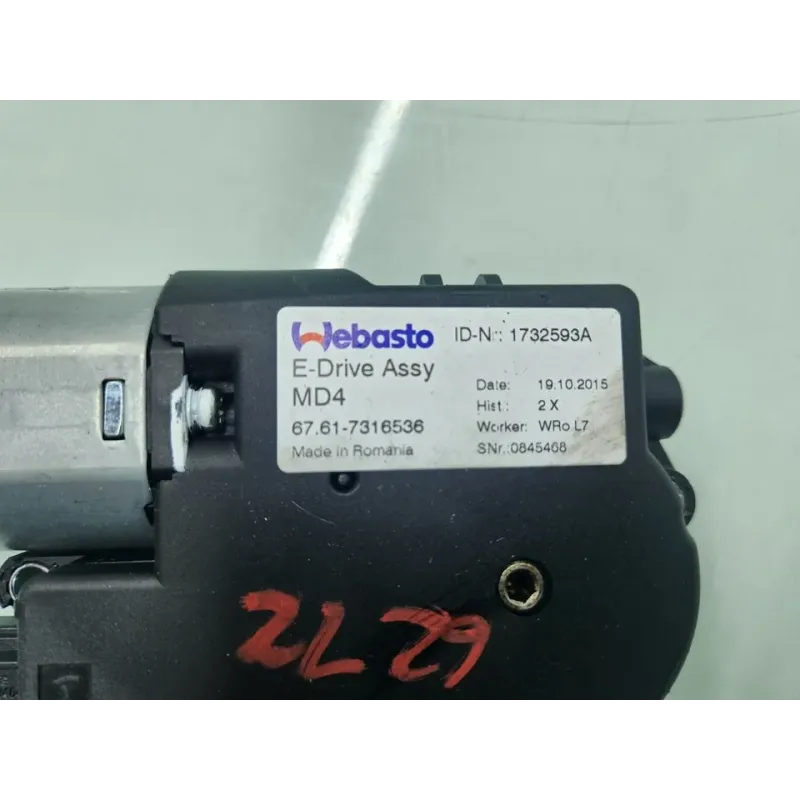 Webasto
E-Drive Assy
MD4
67.61-7316536
Made in Romania
ID-Nr: 1732593A
Date: 19.10.2015
Hist.: 2 X
Worker: WRo L7
SNr.:0845468
2L29